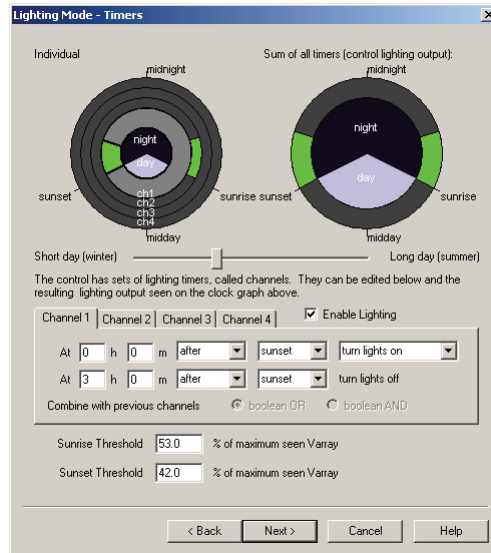 Lighting Mode - Timers
Individual
Sum of all timers (control lighting output):
midnight
night
day
ch1
ch2
ch3
ch4
sunset
sunrise
midday
midnight
night
day
sunset
sunrise
midday
Short day (winter)
Long day (summer)
The control has sets of lighting timers, called channels. They can be edited below and the
resulting lighting output seen on the clock graph above.
Channel 1 Channel 2 Channel 3 Channel 4 Enable Lighting
At 0 h 0 m after sunset turn lights on
At 3 h 0 m after sunset turn lights off
Combine with previous channels boolean OR boolean AND
Sunrise Threshold 53.0 % of maximum seen Varray
Sunset Threshold 42.0 % of maximum seen Varray
< Back Next > Cancel Help